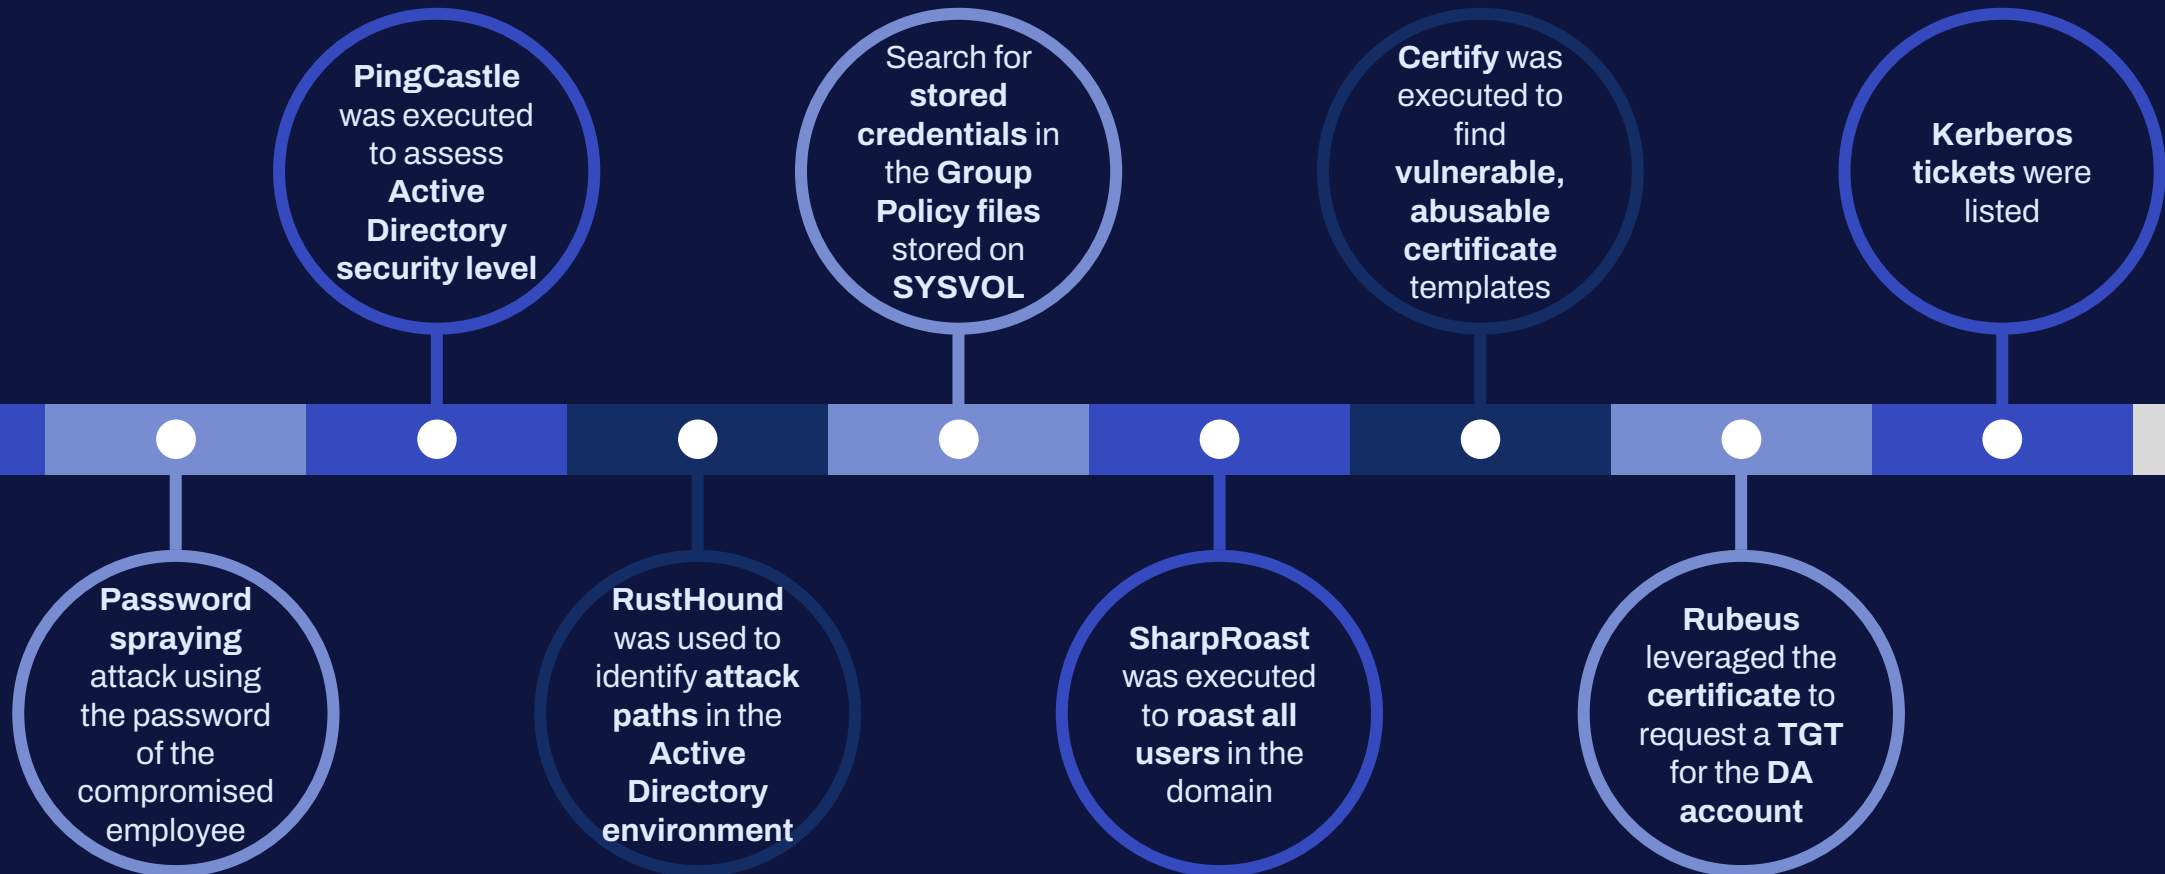 Password
spraying
attack using
the password
of the
compromised
employee
PingCastle
was executed
to assess
Active
Directory
security level
RustHound
was used to
identify attack
paths in the
Active
Directory
environment
Search for
stored
credentials in
the Group
Policy files
stored on
SYSVOL
SharpRoast
was executed
to roast all
users in the
domain
Certify was
executed to
find
vulnerable,
abusable
certificate
templates
Rubeus
leveraged the
certificate to
request a TGT
for the DA
account
Kerberos
tickets were
listed